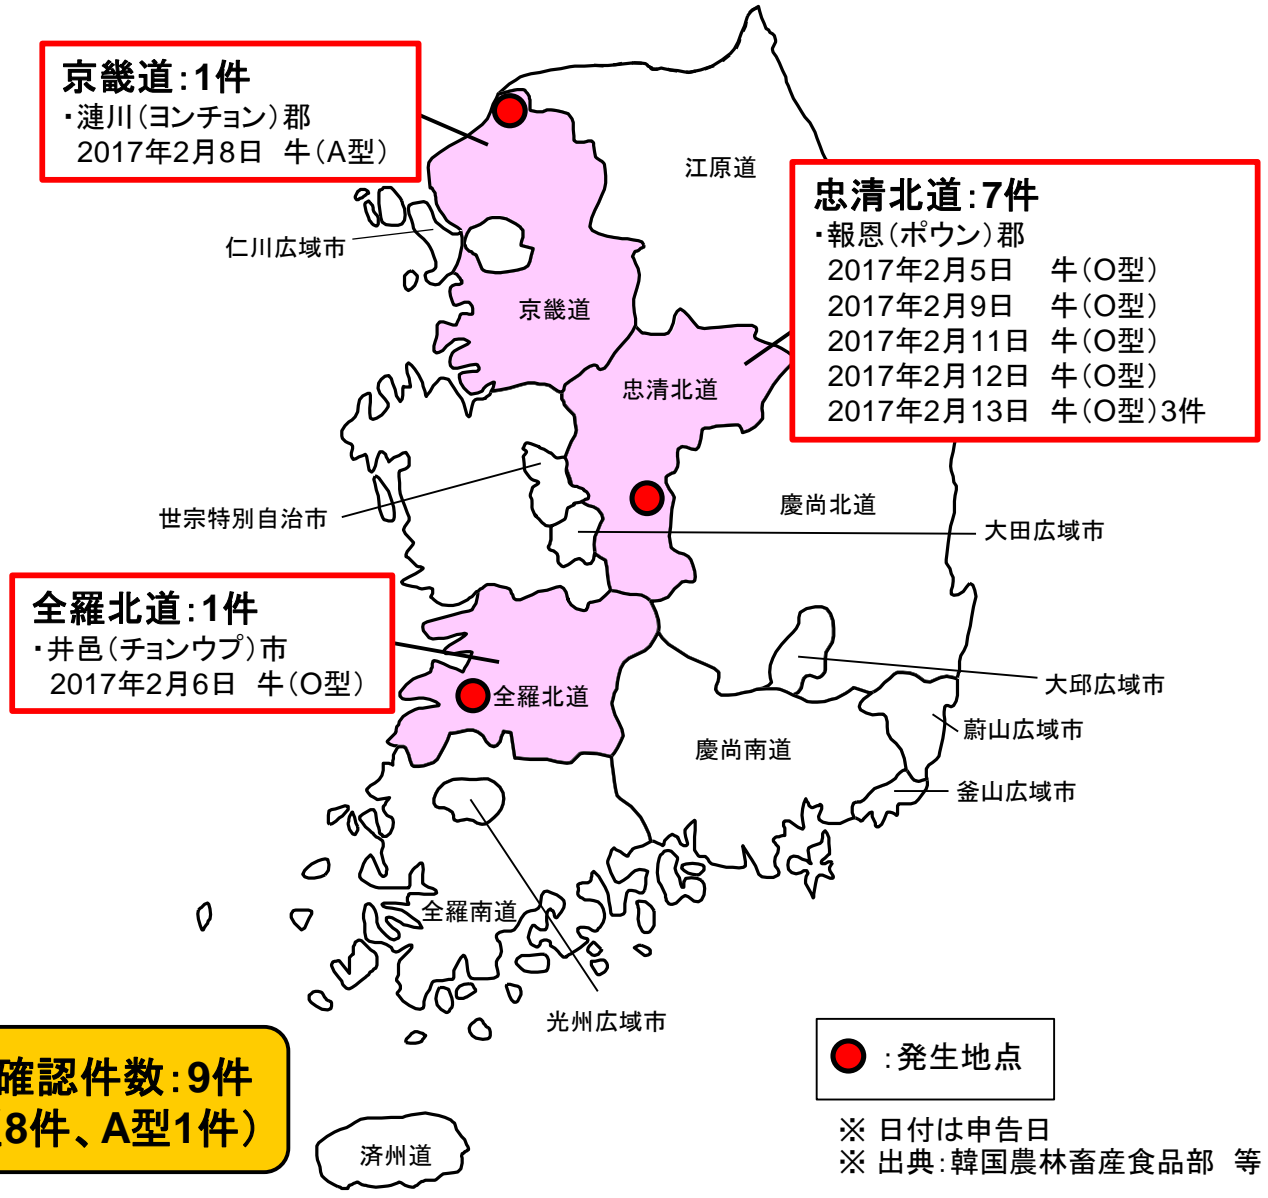 京畿道：1件
・漣川（ヨンチョン）郡
2017年2月8日　牛（A型）
江原道
忠清北道：7件
・報恩（ポウン）郡
2017年2月5日　牛（O型）
2017年2月9日　牛（O型）
2017年2月11日　牛（O型）
2017年2月12日　牛（O型）
2017年2月13日　牛（O型）3件
仁川広域市
京畿道
忠清北道
世宗特別自治市
慶尚北道
大田広域市
全羅北道：1件
・井邑（チョンウプ）市
2017年2月6日　牛（O型）
全羅北道
大邱広域市
蔚山広域市
慶尚南道
釜山広域市
全羅南道
光州広域市
確認件数：9件
8件、A型1件）
：発生地点
済州道
※ 日付は申告日
※ 出典：韓国農林畜産食品部　等